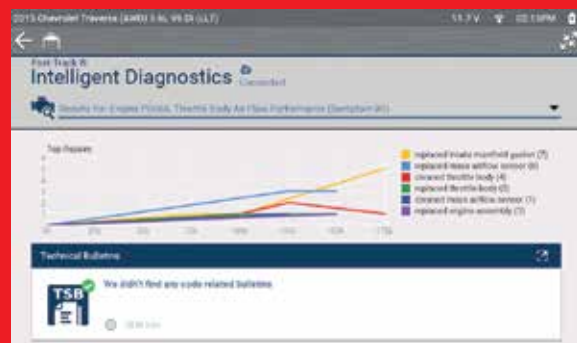 2013 Chevrolet Traverse (AWD) 3.6L V6 DI (LLT) 11.7 V 02:13PM
Fast-Track®
Intelligent Diagnostics Connected
Results for: Engine P0068, Throttle Body Air Flow Performance (Symptom 00)
Top Repairs
replaced intake manifold gasket (7)
replaced mass airflow sensor (6)
cleaned throttle body (4)
replaced throttle body
cleaned mass airflow sensor (1)
replaced engine assembly
Technical Bulletins
We didn't find any code related bulletins.
TSB